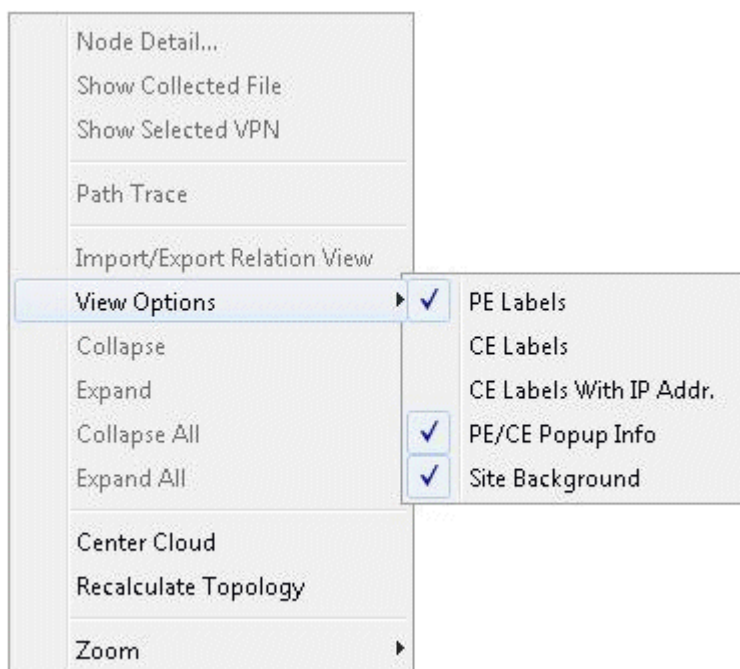 Node Detail...
Show Collected File
Show Selected VPN
Path Trace
Import/Export Relation View
View Options
Collapse
Expand
Collapse All
Expand All
Center Cloud
Recalculate Topology
Zoom
PE Labels
CE Labels
CE Labels With IP Addr.
PE/CE Popup Info
Site Background